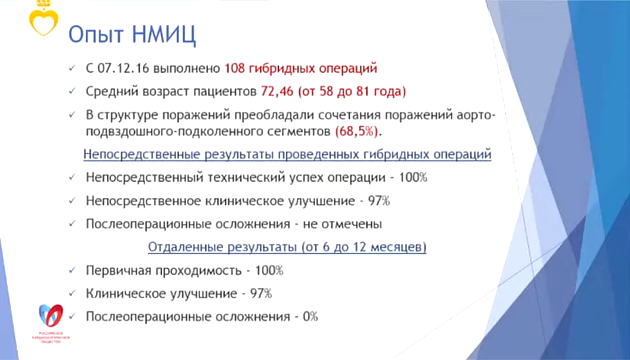 Опыт НМИЦ
✓ С 07.12.16 выполнено 108 гибридных операций
✓ Средний возраст пациентов 72,46 (от 58 до 81 года)
✓ В структуре поражений преобладали сочетания поражений аорто-
подвздошного-подколенного сегментов (68,5%).
Непосредственные результаты проведенных гибридных операций
✓ Непосредственный технический успех операции - 100%
✓ Непосредственное клиническое улучшение - 97%
✓ Послеоперационные осложнения - не отмечены
Отдаленные результаты (от 6 до 12 месяцев)
✓ Первичная проходимость - 100%
✓ Клиническое улучшение - 97%
✓ Послеоперационные осложнения - 0%
РОССИЙСКОЕ
КАРДИОЛОГИЧЕСКОЕ
ОБЩЕСТВО